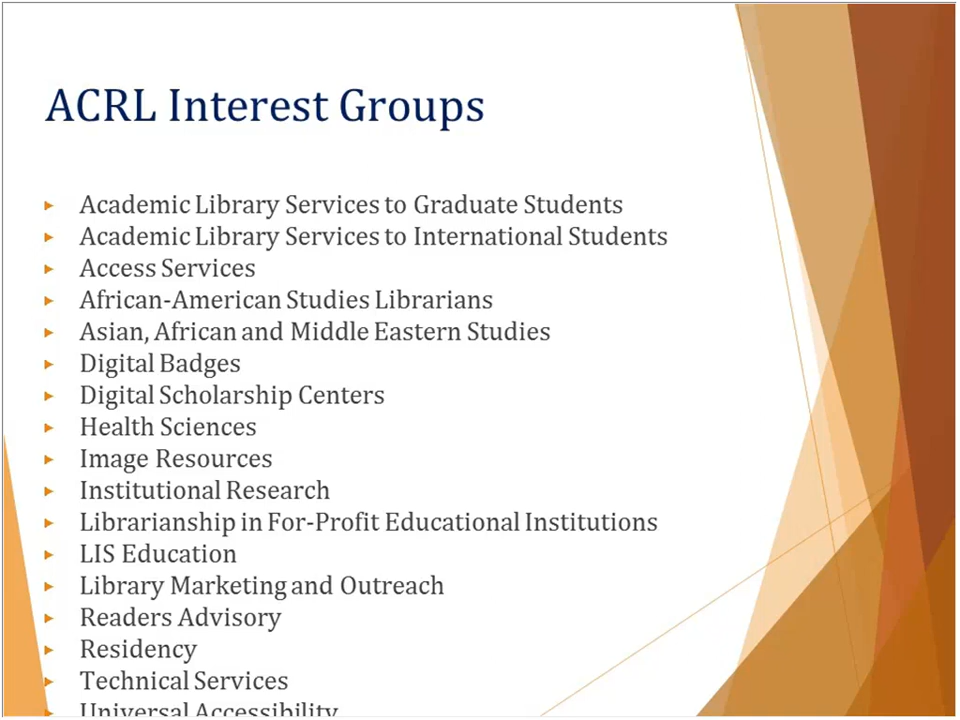 ACRL Interest Groups
Academic Library Services to Graduate Students
Academic Library Services to International Students
Access Services
African-American Studies Librarians
Asian, African and Middle Eastern Studies
Digital Badges
Digital Scholarship Centers
Health Sciences
Image Resources
Institutional Research
Librarianship in For-Profit Educational Institutions
LIS Education
Library Marketing and Outreach
Readers Advisory
Residency
Technical Services
Universal Accessibility